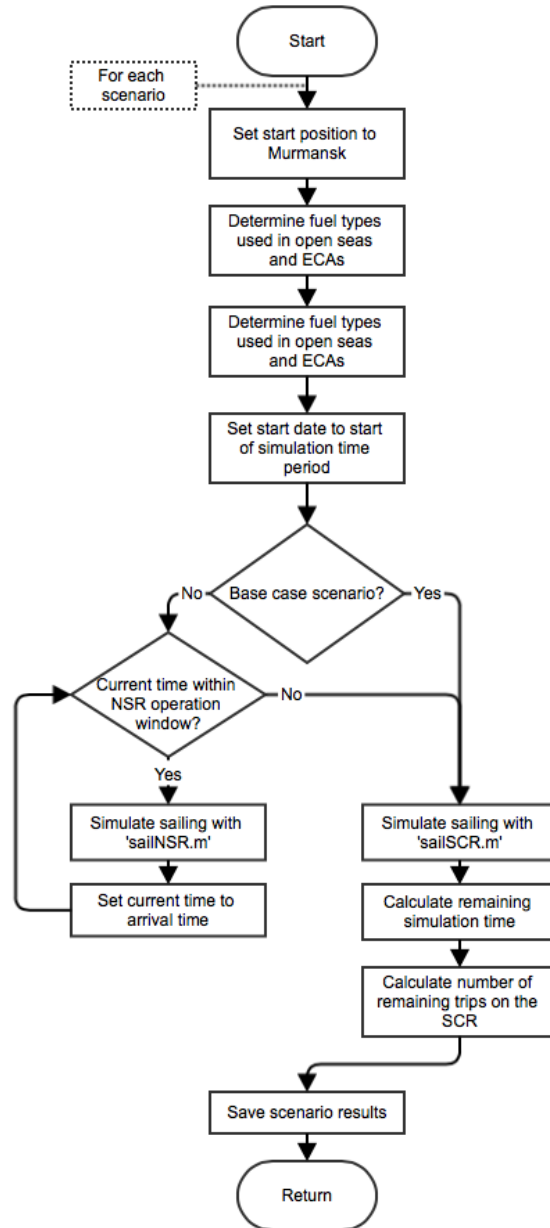 Start
For each
scenario
Set start position to
Murmansk
Determine fuel types
used in open seas
and ECAs
Determine fuel types
used in open seas
and ECAs
Set start date to start
of simulation time
period
Base case scenario?
No
Yes
Current time within
NSR operation
window?
No
Yes
Simulate sailing with
'sailNSR.m'
Set current time to
arrival time
Simulate sailing with
'sailSCR.m'
Calculate remaining
simulation time
Calculate number of
remaining trips on the
SCR
Save scenario results
Return